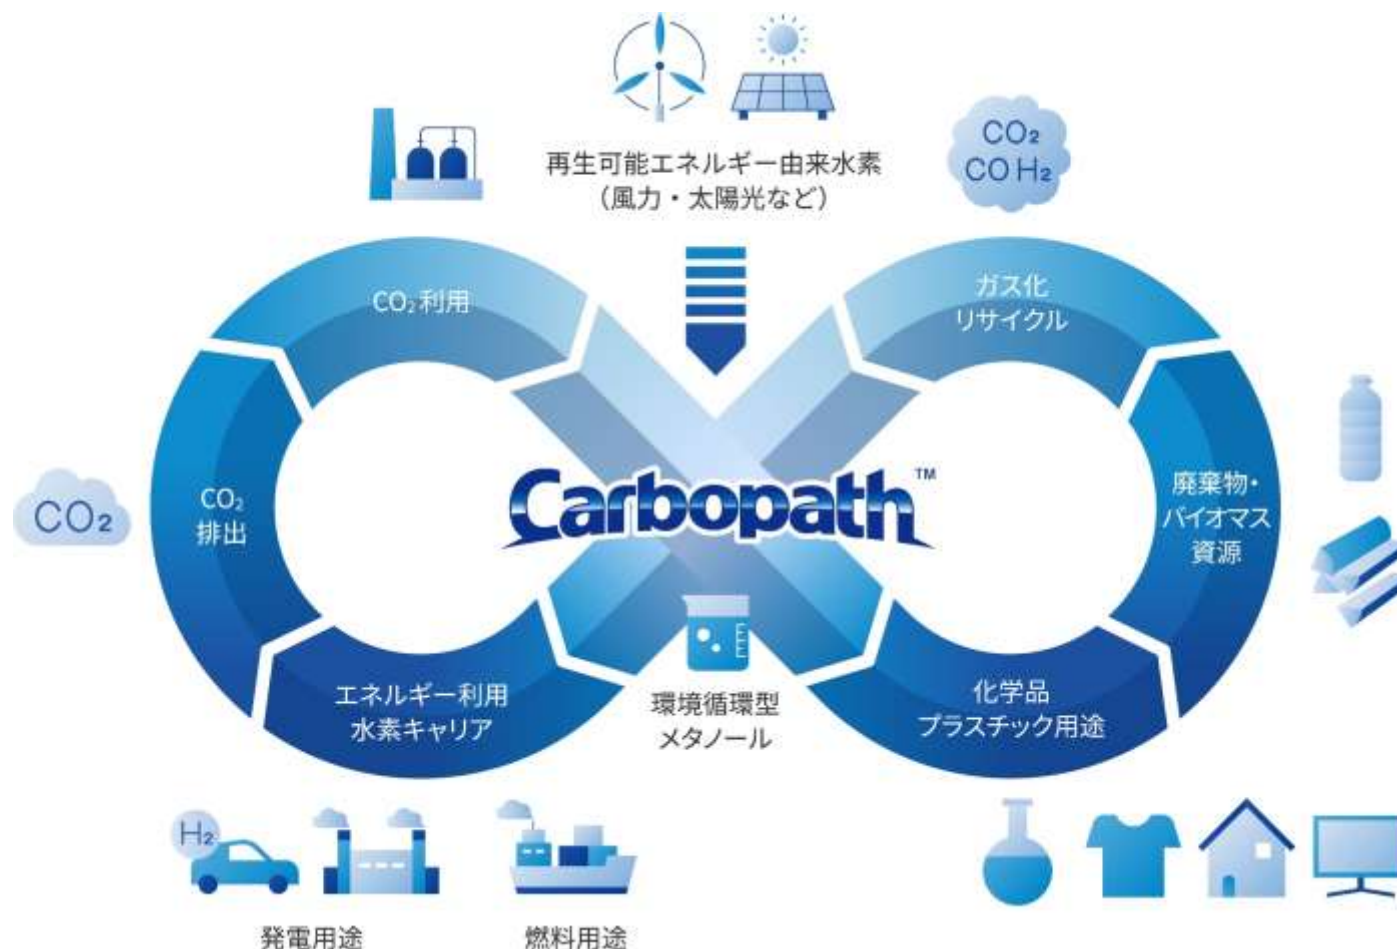 再生可能エネルギー由来水素
（風力・太陽光など）
CO₂
CO H₂
CO₂利用
ガス化
リサイクル
CO₂
CO₂
排出
Carbopath™
廃棄物・
バイオマス
資源
エネルギー利用
水素キャリア
環境循環型
メタノール
化学品
プラスチック用途
H₂
発電用途
燃料用途